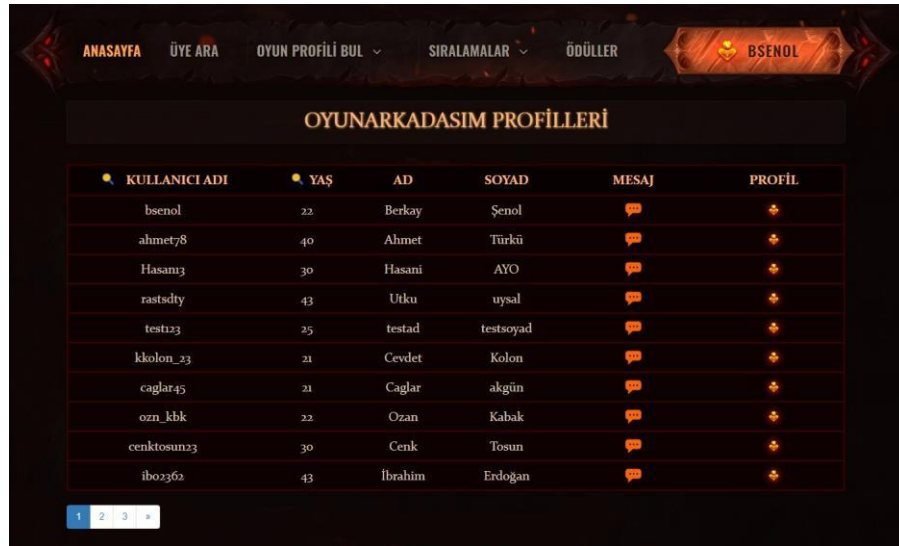 ANASAYFA ÜYE ARA OYUN PROFİLİ BUL SIRALAMALAR ÖDÜLLER BSENOL
OYUNARKADASIM PROFİLLERİ
KULLANICI ADI YAŞ AD SOYAD MESAJ PROFİL
bsenol 22 Berkay Şenol
ahmet78 40 Ahmet Türkü
Hasan13 30 Hasani AYO
rastsdty 43 Utku uysal
test123 25 testad testsoyad
kkolon_23 21 Cevdet Kolon
caglar45 21 Caglar akgün
ozn_kbk 22 Ozan Kabak
cenktosun23 30 Cenk Tosun
ibo2362 43 İbrahim Erdoğan
1 2 3 »